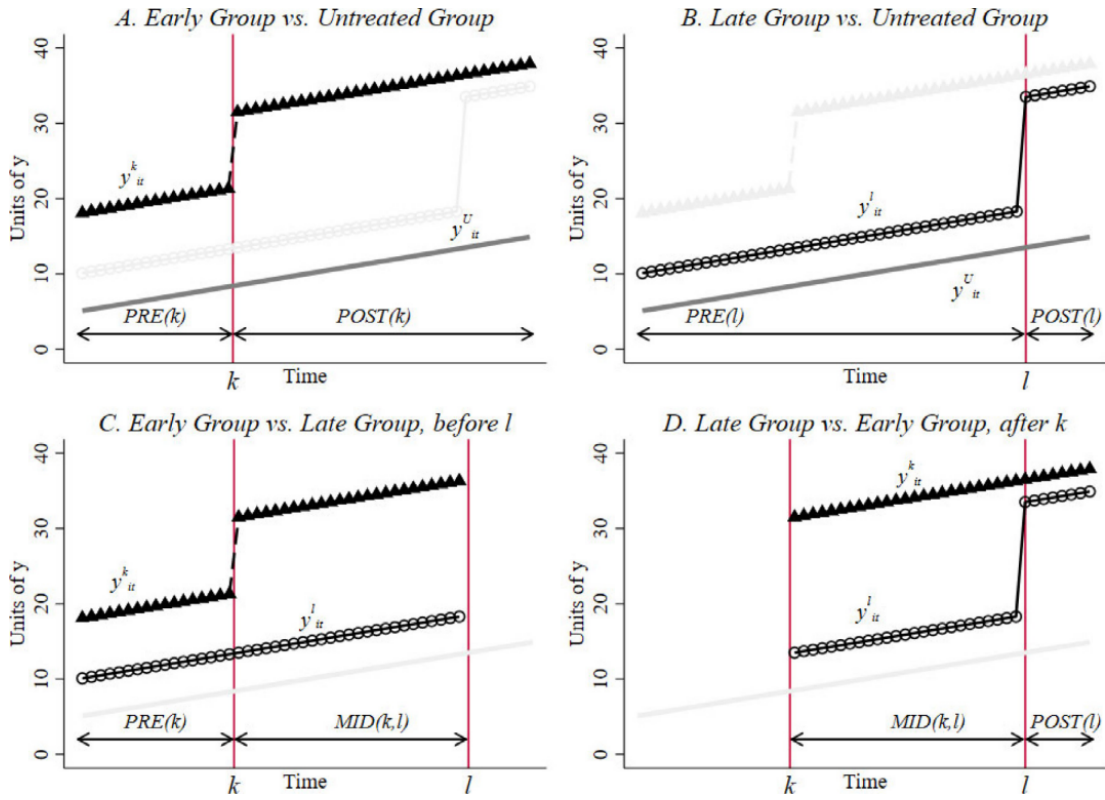 A. Early Group vs. Untreated Group
Units of y
0 10 20 30 40
y^k_it
y^U_it
PRE(k) POST(k)
k Time
B. Late Group vs. Untreated Group
Units of y
0 10 20 30 40
y^l_it
y^U_it
PRE(l) POST(l)
Time l
C. Early Group vs. Late Group, before l
Units of y
0 10 20 30 40
y^k_it
y^l_it
PRE(k) MID(k,l)
k Time l
D. Late Group vs. Early Group, after k
Units of y
0 10 20 30 40
y^k_it
y^l_it
MID(k,l) POST(l)
k Time l